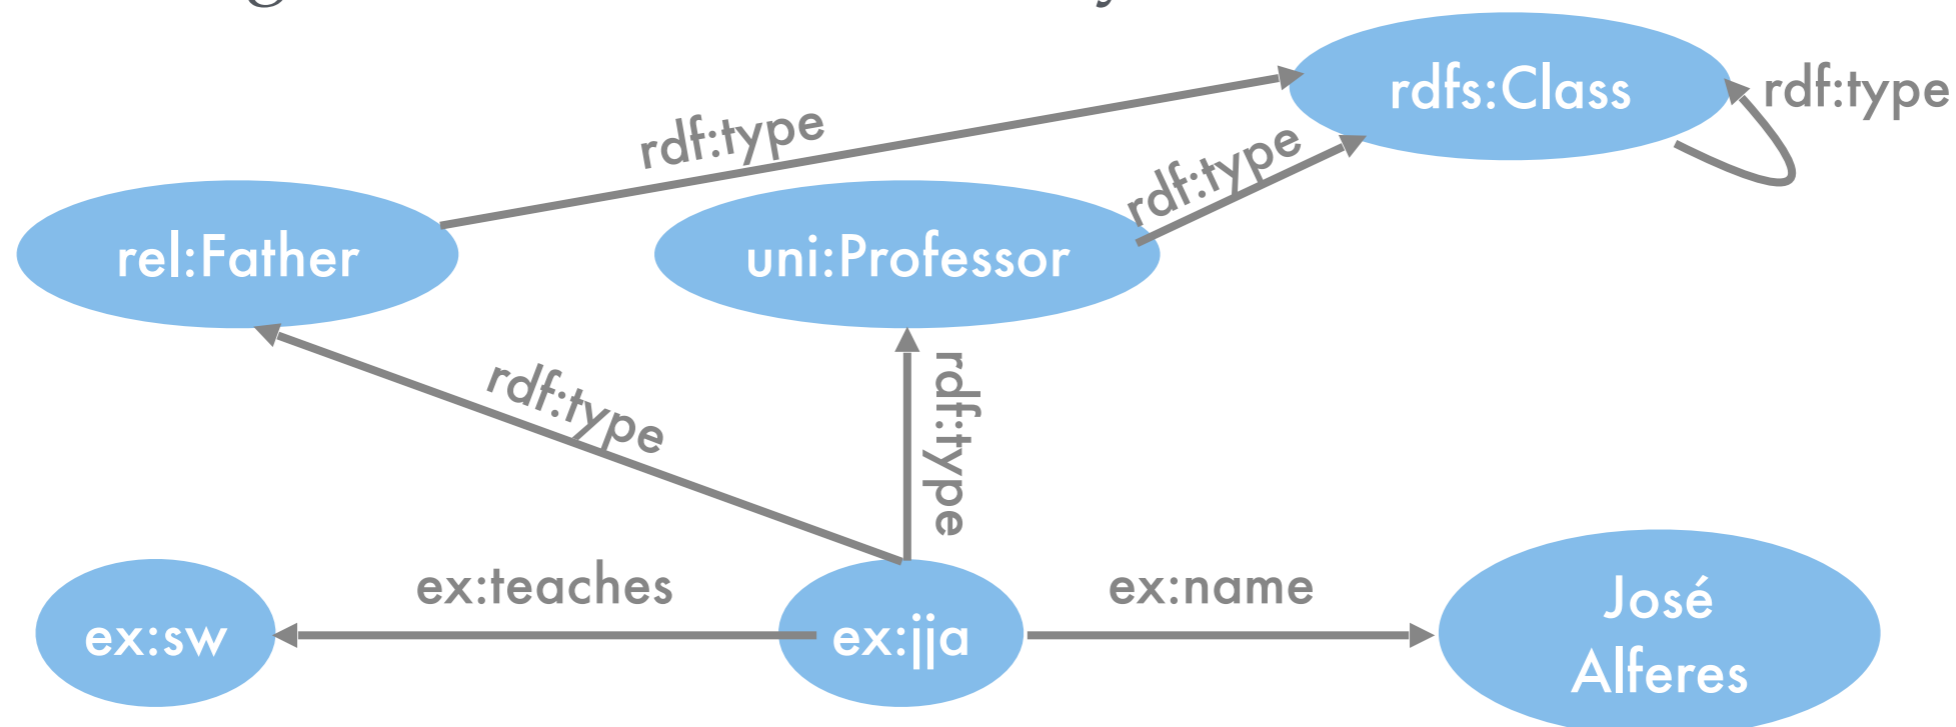 rdfs:Class
rdf:type
rdf:type
rdf:type
rel:Father
uni:Professor
rdf:type
rdf:type
ex:teaches
ex:name
ex:sw
ex:jja
José
Alferes